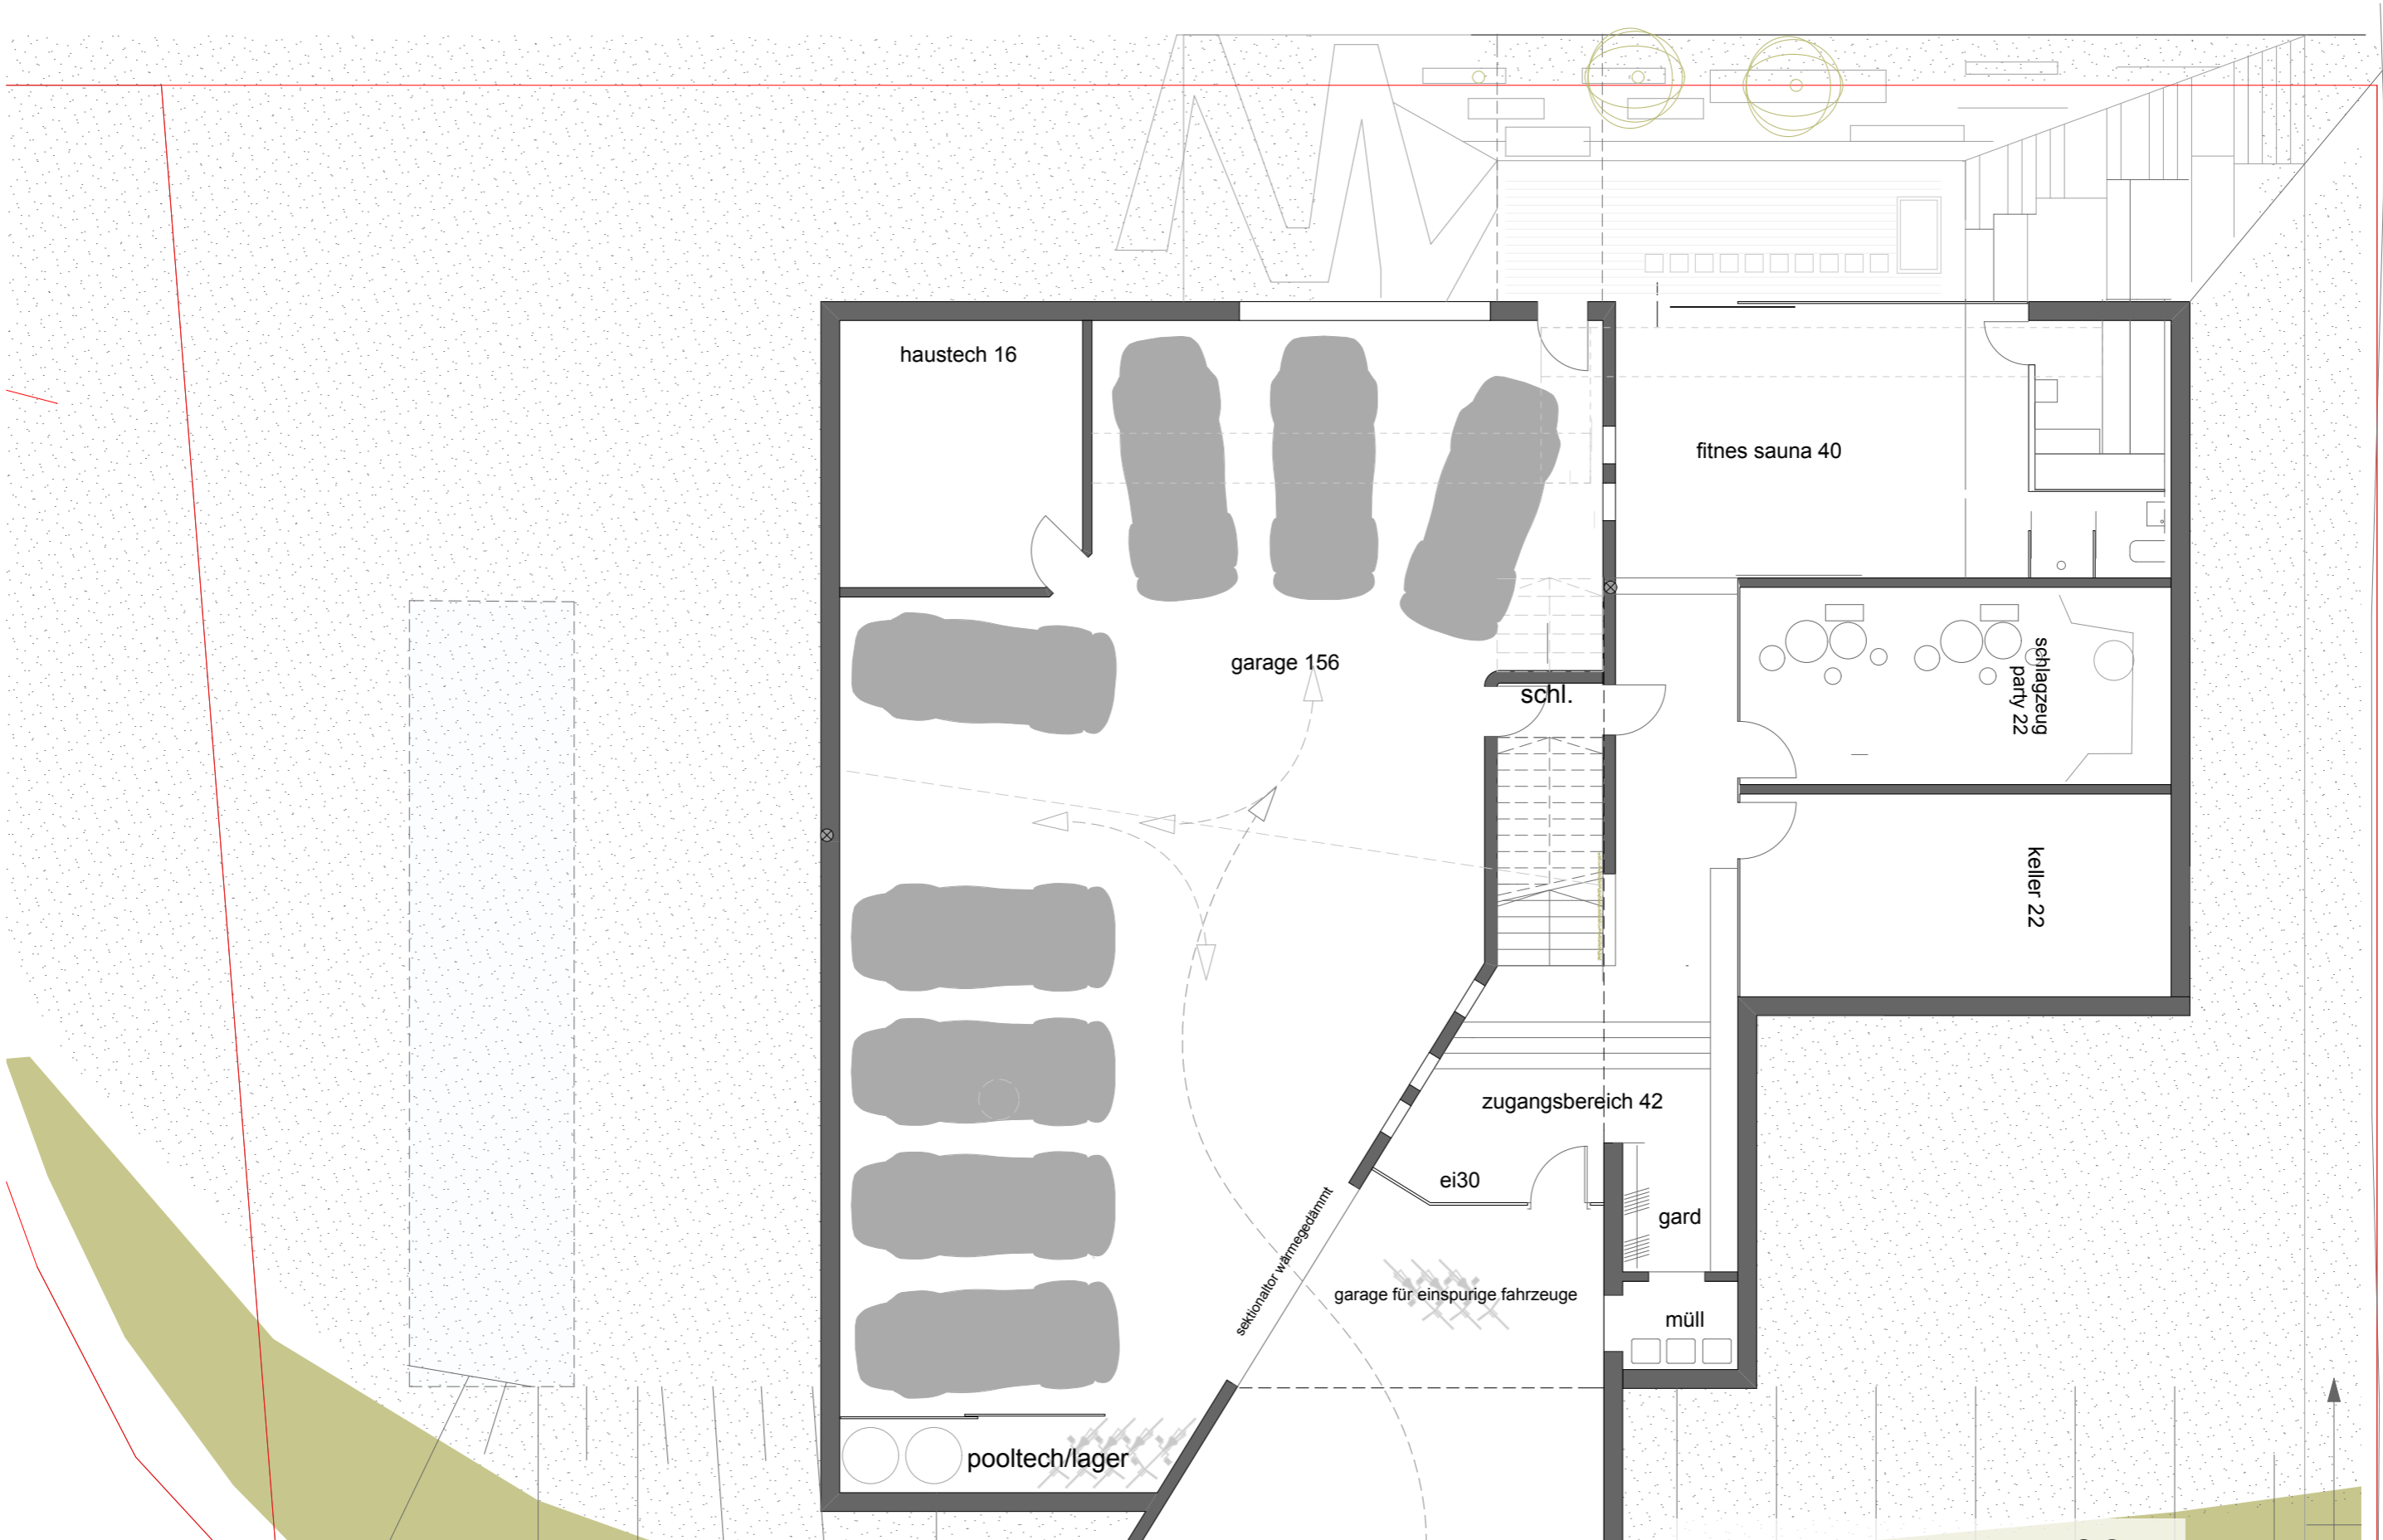 haustech 16
fitnes sauna 40
garage 156
schl.
schlagzeug
party 22
keller 22
zugangsbereich 42
ei30
gard
sektionaltor wärmegedämmt
garage für einspurige fahrzeuge
müll
pooltech/lager